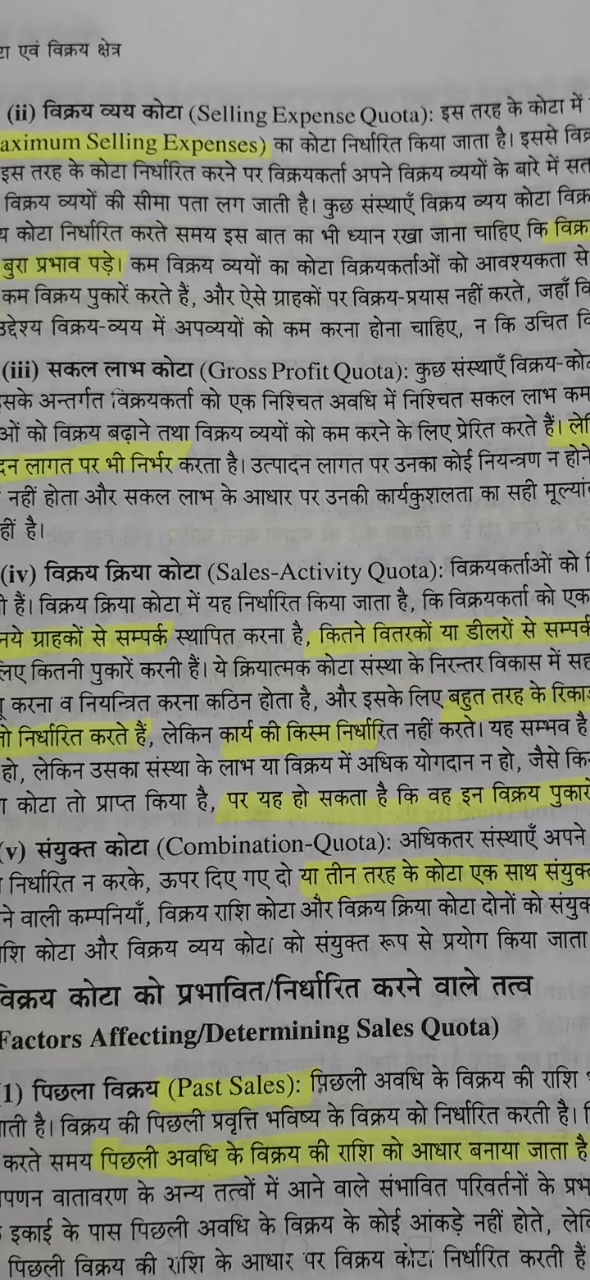 एवं विक्रय क्षेत्र
(ii) विक्रय व्यय कोटा (Selling Expense Quota): इस तरह के कोटा में
aximum Selling Expenses) का कोटा निर्धारित किया जाता है। इससे
इस तरह के कोटा निर्धारित करने पर विक्रयकर्ता अपने विक्रय व्ययों के बारे में
विक्रय व्ययों की सीमा पता लग जाती है। कुछ संस्थाएँ विक्रय व्यय कोटा
कोटा निर्धारित करते समय इस बात का भी ध्यान रखा जाना चाहिए कि
बुरा प्रभाव पड़े। कम विक्रय व्ययों का कोटा विक्रयकर्ताओं को आवश्यकता से
कम विक्रय पुकारें करते हैं, और ऐसे ग्राहकों पर विक्रय-प्रयास नहीं करते, जहाँ
उद्देश्य विक्रय-व्यय में अपव्ययों को कम करना होना चाहिए, न कि उचित
(iii) सकल लाभ कोटा (Gross Profit Quota): कुछ संस्थाएँ
इसके अन्तर्गत विक्रयकर्ता को एक निश्चित अवधि में निश्चित सकल लाभ कम
ओं को विक्रय बढ़ाने तथा विक्रय व्ययों को कम करने के लिए प्रेरित करते हैं।
दन लागत पर भी निर्भर करता है। उत्पादन लागत पर उनका कोई नियन्त्रण न होने
नहीं होता और सकल लाभ के आधार पर उनकी कार्यकुशलता का सही
हीं है।
(iv) विक्रय क्रिया कोटा (Sales-Activity Quota): विक्रयकर्ताओं को
हैं। विक्रय क्रिया कोटा में यह निर्धारित किया जाता है, कि विक्रयकर्ता को एक
नये ग्राहकों से सम्पर्क स्थापित करना है, कितने वितरकों या डीलरों से सम्पर्क
लिए कितनी पुकारें करनी हैं। ये क्रियात्मक कोटा संस्था के निरन्तर विकास में
करना व नियन्त्रित करना कठिन होता है, और इसके लिए बहुत तरह के
तो निर्धारित करते हैं, लेकिन कार्य की किस्म निर्धारित नहीं करते। यह सम्भव है
हो, लेकिन उसका संस्था के लाभ या विक्रय में अधिक योगदान न हो, जैसे
कोटा तो प्राप्त किया है, पर यह हो सकता है कि वह इन विक्रय
(v) संयुक्त कोटा (Combination-Quota): अधिकतर संस्थाएँ अपने
निर्धारित न करके, ऊपर दिए गए दो या तीन तरह के कोटा एक साथ संयुक्त
ने वाली कम्पनियाँ, विक्रय राशि कोटा और विक्रय क्रिया कोटा दोनों को
शि कोटा और विक्रय व्यय कोटा को संयुक्त रूप से प्रयोग किया जाता
विक्रय कोटा को प्रभावित/निर्धारित करने वाले तत्व
Factors Affecting/Determining Sales Quota)
1) पिछला विक्रय (Past Sales): पिछली अवधि के विक्रय की राशि
जाती है। विक्रय की पिछली प्रवृत्ति भविष्य के विक्रय को निर्धारित करती है।
करते समय पिछली अवधि के विक्रय की राशि को आधार बनाया जाता है
पणन वातावरण के अन्य तत्वों में आने वाले संभावित परिवर्तनों के
इकाई के पास पिछली अवधि के विक्रय के कोई आंकड़े नहीं होते,
पिछली विक्रय की राशि के आधार पर विक्रय कोटा निर्धारित करती हैं